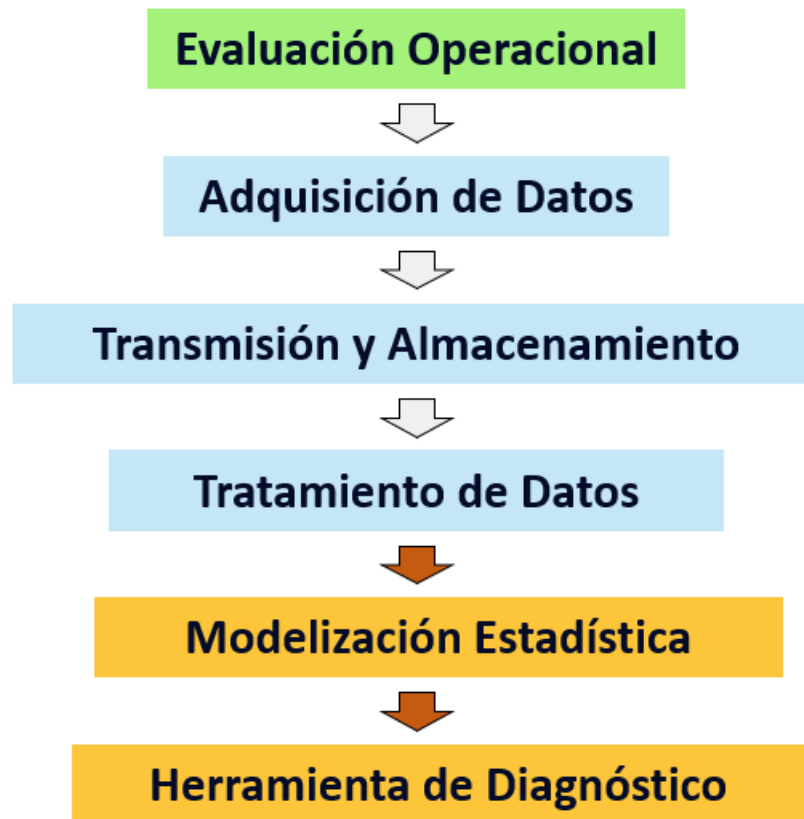 Evaluación Operacional
Adquisición de Datos
Transmisión y Almacenamiento
Tratamiento de Datos
Modelización Estadística
Herramienta de Diagnóstico